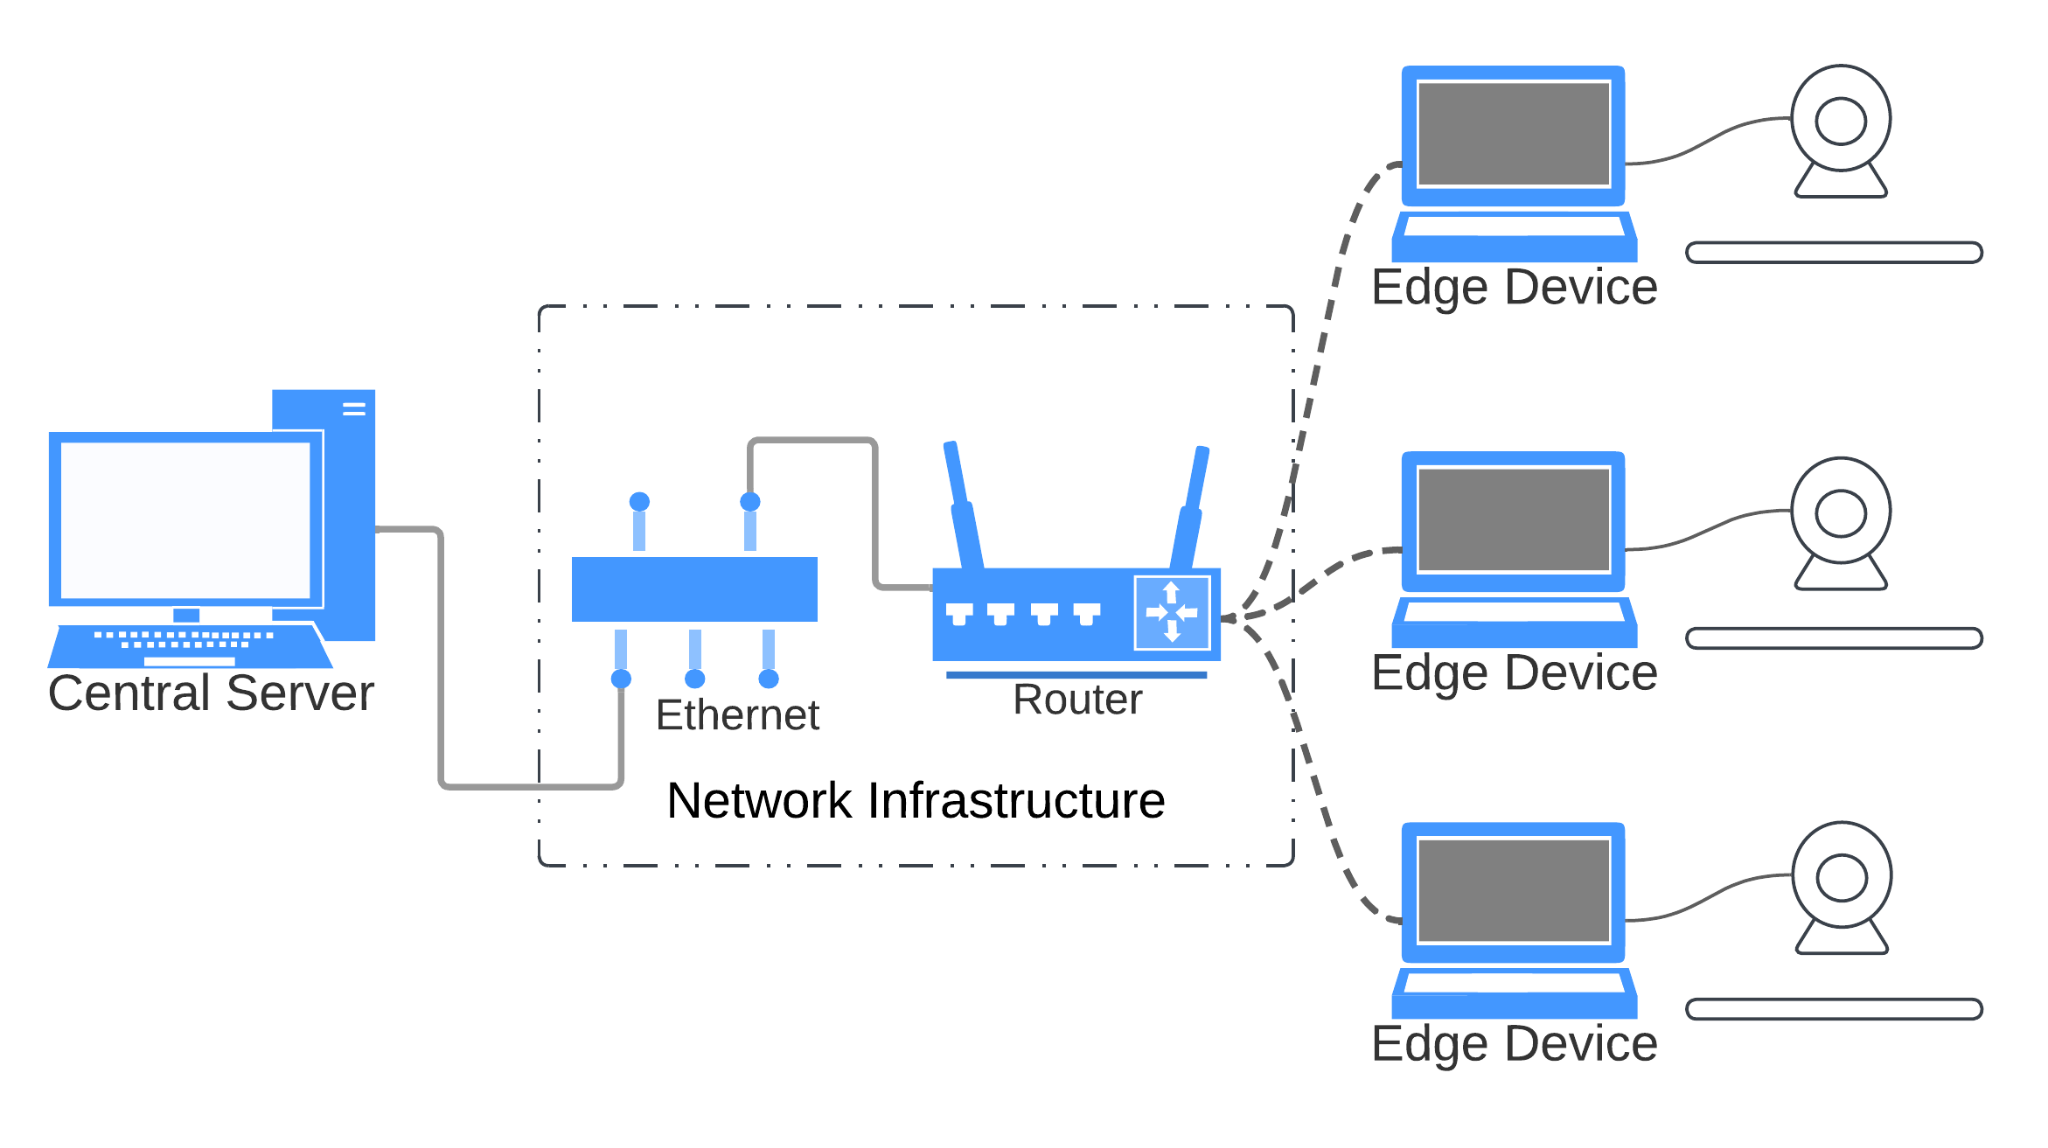 Edge Device
Central Server
Ethernet
Router
Network Infrastructure
Edge Device
Edge Device